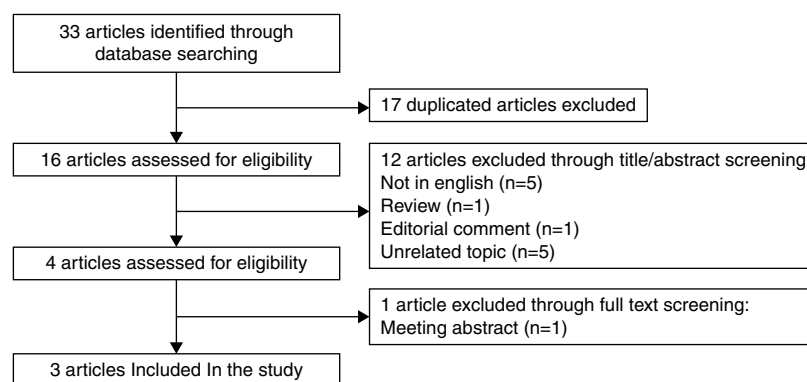 33 articles identified through
database searching
17 duplicated articles excluded
16 articles assessed for eligibility
12 articles excluded through title/abstract screening
Not in english (n=5)
Review (n=1)
Editorial comment (n=1)
Unrelated topic (n=5)
4 articles assessed for eligibility
1 article excluded through full text screening:
Meeting abstract (n=1)
3 articles Included In the study